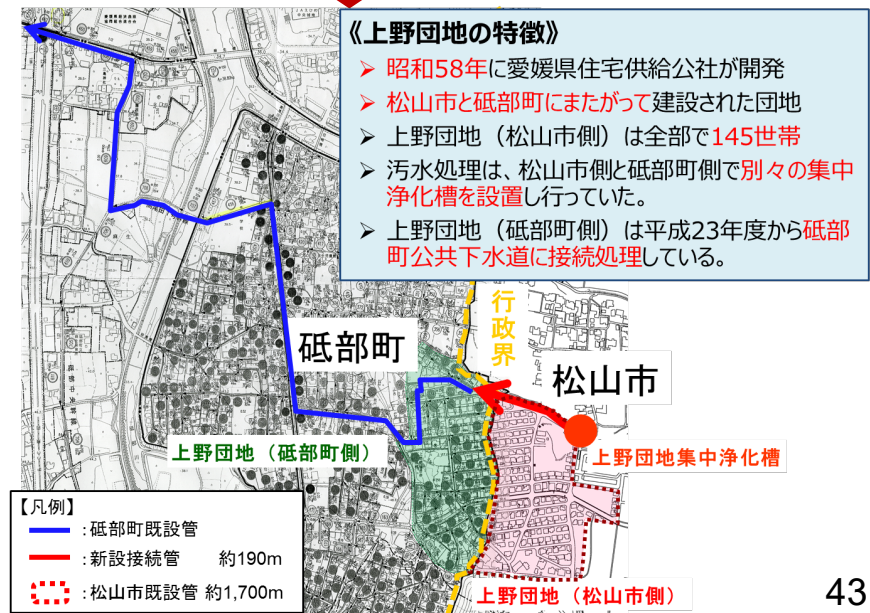 《上野団地の特徴》
➢ 昭和58年に愛媛県住宅供給公社が開発
➢ 松山市と砥部町にまたがって建設された団地
➢ 上野団地（松山市側）は全部で145世帯
➢ 汚水処理は、松山市側と砥部町側で別々の集中
浄化槽を設置し行っていた。
➢ 上野団地（砥部町側）は平成23年度から砥部
町公共下水道に接続処理している。
行政界
砥部町
松山市
上野団地（砥部町側）
上野団地集中浄化槽
【凡例】
：砥部町既設管
：新設接続管　約190m
：松山市既設管 約1,700m
上野団地（松山市側）
43